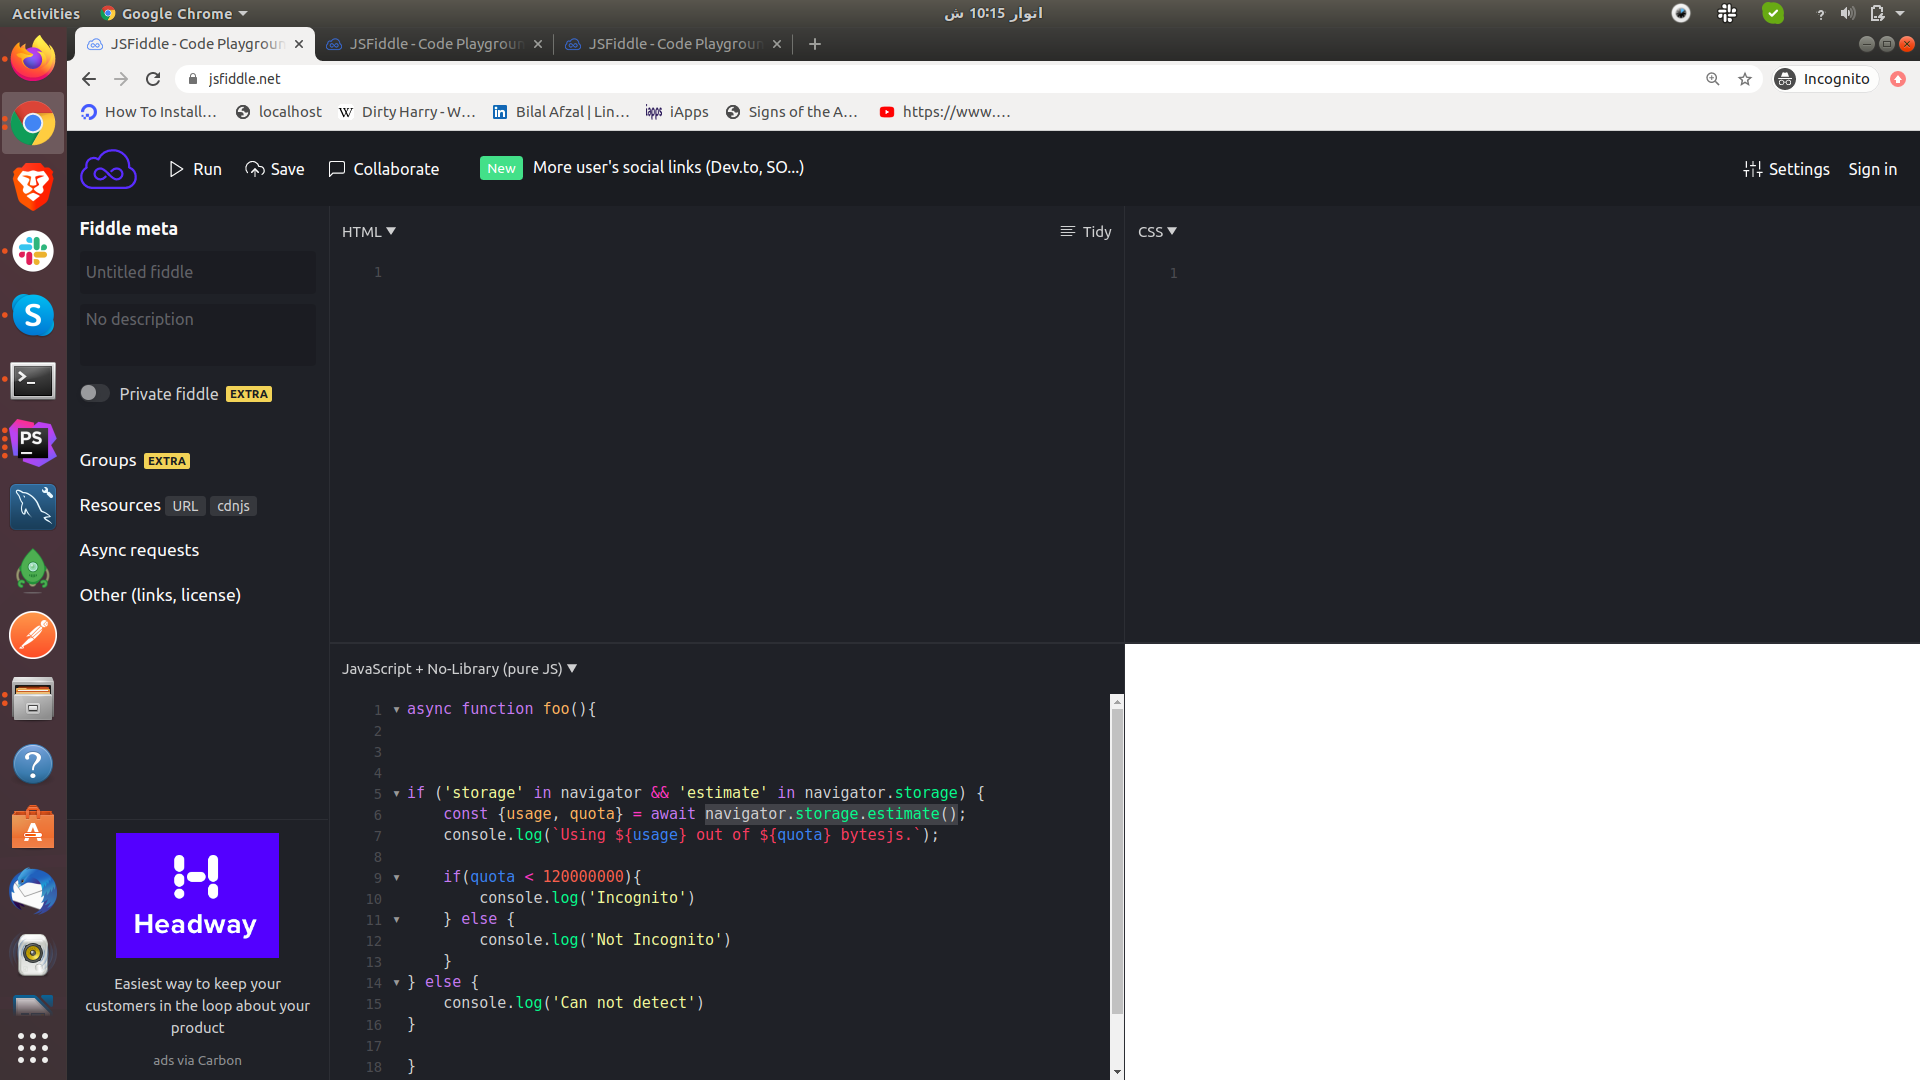 Activities
Google Chrome
اتوار 10:15 ش
JSFiddle - Code Playgroun
JSFiddle - Code Playgroun
JSFiddle - Code Playgroun
jsfiddle.net
Incognito
How To Install...
localhost
W Dirty Harry - W...
in Bilal Afzal | Lin...
iapps iApps
Signs of the A...
https://www....
Run
Save
Collaborate
New
More user's social links (Dev.to, SO...)
Settings
Sign in
Fiddle meta
Untitled fiddle
No description
Private fiddle EXTRA
Groups EXTRA
Resources URL cdnjs
Async requests
Other (links, license)
Headway
Easiest way to keep your
customers in the loop about your
product
ads via Carbon
HTML
Tidy
1
CSS
1
JavaScript + No-Library (pure JS)
1 async function foo(){
2
3
4
5 if ('storage' in navigator && 'estimate' in navigator.storage) {
6 const {usage, quota} = await navigator.storage.estimate();
7 console.log(`Using ${usage} out of ${quota} bytesjs.`);
8
9 if(quota < 120000000){
10 console.log('Incognito')
11 } else {
12 console.log('Not Incognito')
13 }
14 } else {
15 console.log('Can not detect')
16 }
17
18 }
S
PS